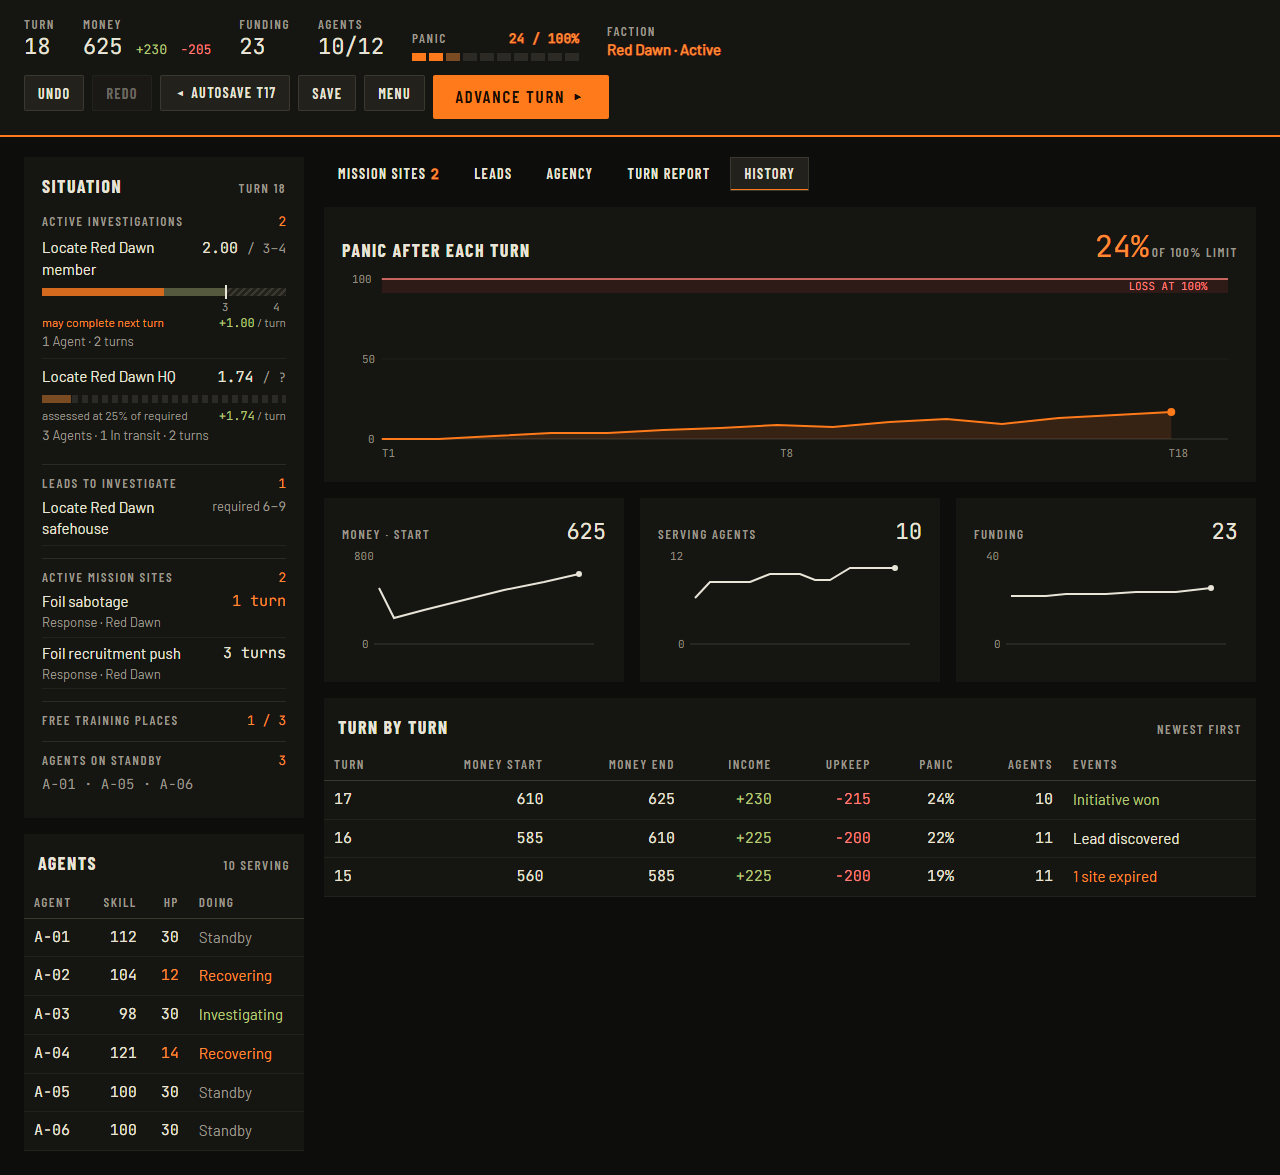 TURN
18
MONEY
625 +230 -205
FUNDING
23
AGENTS
10/12
PANIC 24 / 100%
FACTION
Red Dawn · Active
UNDO
REDO
◂ AUTOSAVE T17
SAVE
MENU
ADVANCE TURN ▸
SITUATION TURN 18
ACTIVE INVESTIGATIONS 2
Locate Red Dawn member 2.00 / 3–4
3 4
may complete next turn +1.00 / turn
1 Agent · 2 turns
Locate Red Dawn HQ 1.74 / ?
assessed at 25% of required +1.74 / turn
3 Agents · 1 In transit · 2 turns
LEADS TO INVESTIGATE 1
Locate Red Dawn safehouse required 6–9
ACTIVE MISSION SITES 2
Foil sabotage 1 turn
Response · Red Dawn
Foil recruitment push 3 turns
Response · Red Dawn
FREE TRAINING PLACES 1 / 3
AGENTS ON STANDBY 3
A-01 · A-05 · A-06
AGENTS 10 SERVING
AGENT SKILL HP DOING
A-01 112 30 Standby
A-02 104 12 Recovering
A-03 98 30 Investigating
A-04 121 14 Recovering
A-05 100 30 Standby
A-06 100 30 Standby
MISSION SITES 2
LEADS
AGENCY
TURN REPORT
HISTORY
PANIC AFTER EACH TURN 24% OF 100% LIMIT
100
LOSS AT 100%
50
0
T1 T8 T18
MONEY · START 625
800
0
SERVING AGENTS 10
12
0
FUNDING 23
40
0
TURN BY TURN NEWEST FIRST
TURN MONEY START MONEY END INCOME UPKEEP PANIC AGENTS EVENTS
17 610 625 +230 -215 24% 10 Initiative won
16 585 610 +225 -200 22% 11 Lead discovered
15 560 585 +225 -200 19% 11 1 site expired